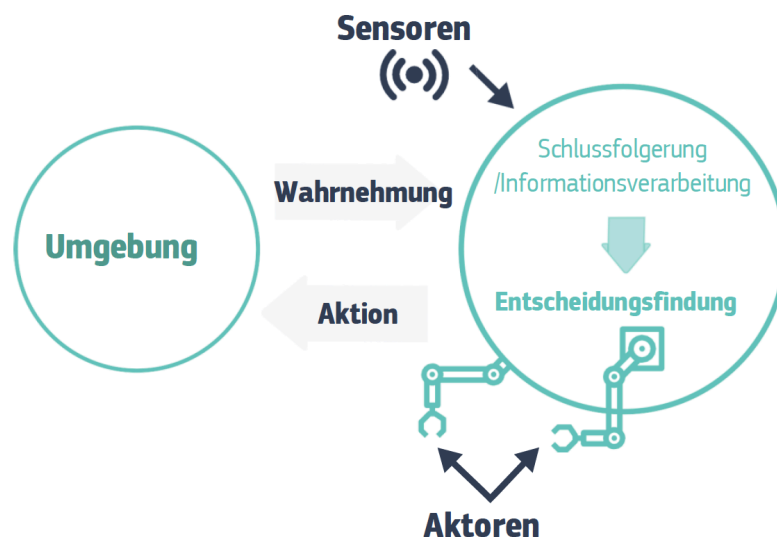 Sensoren
Schlussfolgerung
/Informationsverarbeitung
Wahrnehmung
Umgebung
Entscheidungsfindung
Aktion
Aktoren